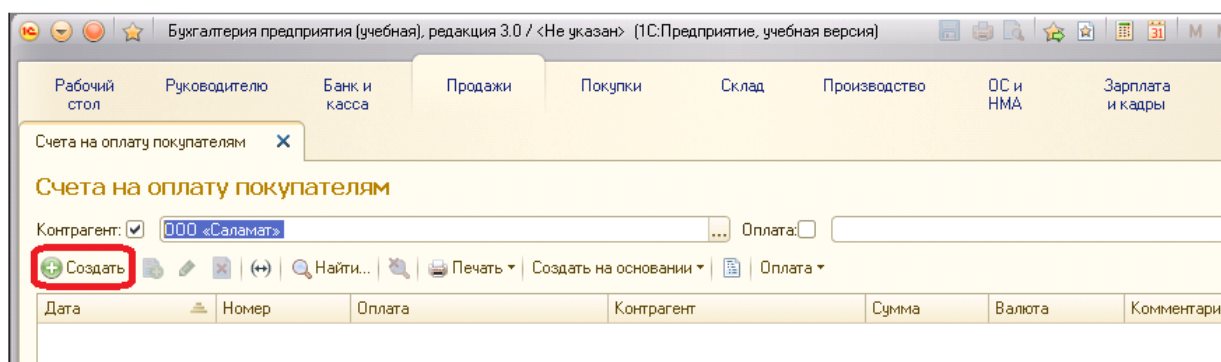 Бухгалтерия предприятия (учебная), редакция 3.0 / <Не указан> (1С:Предприятие, учебная версия)
31 M
Рабочий стол Руководителю Банк и касса Продажи Покупки Склад Производство ОС и НМА Зарплата и кадры
Счета на оплату покупателям
Счета на оплату покупателям
Контрагент: ООО «Саламат» ... Оплата:
Создать Найти... Печать Создать на основании Оплата
Дата Номер Оплата Контрагент Сумма Валюта Комментари